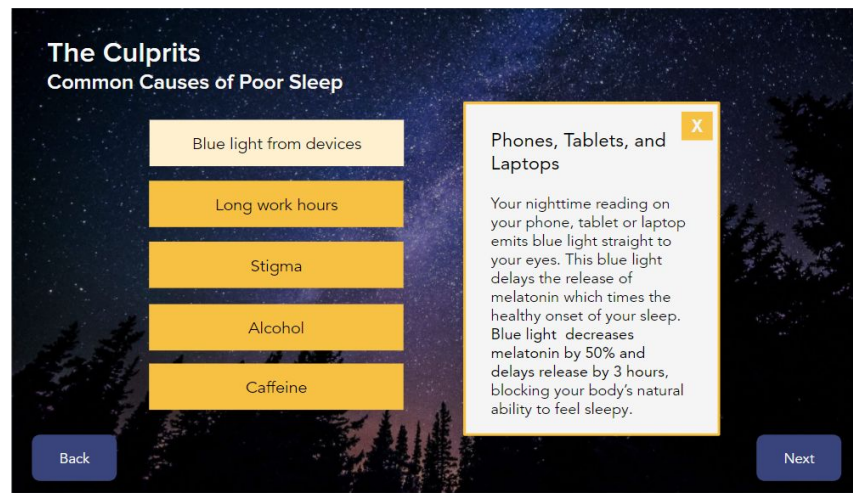 The Culprits
Common Causes of Poor Sleep
Blue light from devices
Long work hours
Stigma
Alcohol
Caffeine
X
Phones, Tablets, and
Laptops
Your nighttime reading on
your phone, tablet or laptop
emits blue light straight to
your eyes. This blue light
delays the release of
melatonin which times the
healthy onset of your sleep.
Blue light decreases
melatonin by 50% and
delays release by 3 hours,
blocking your body's natural
ability to feel sleepy.
Back
Next